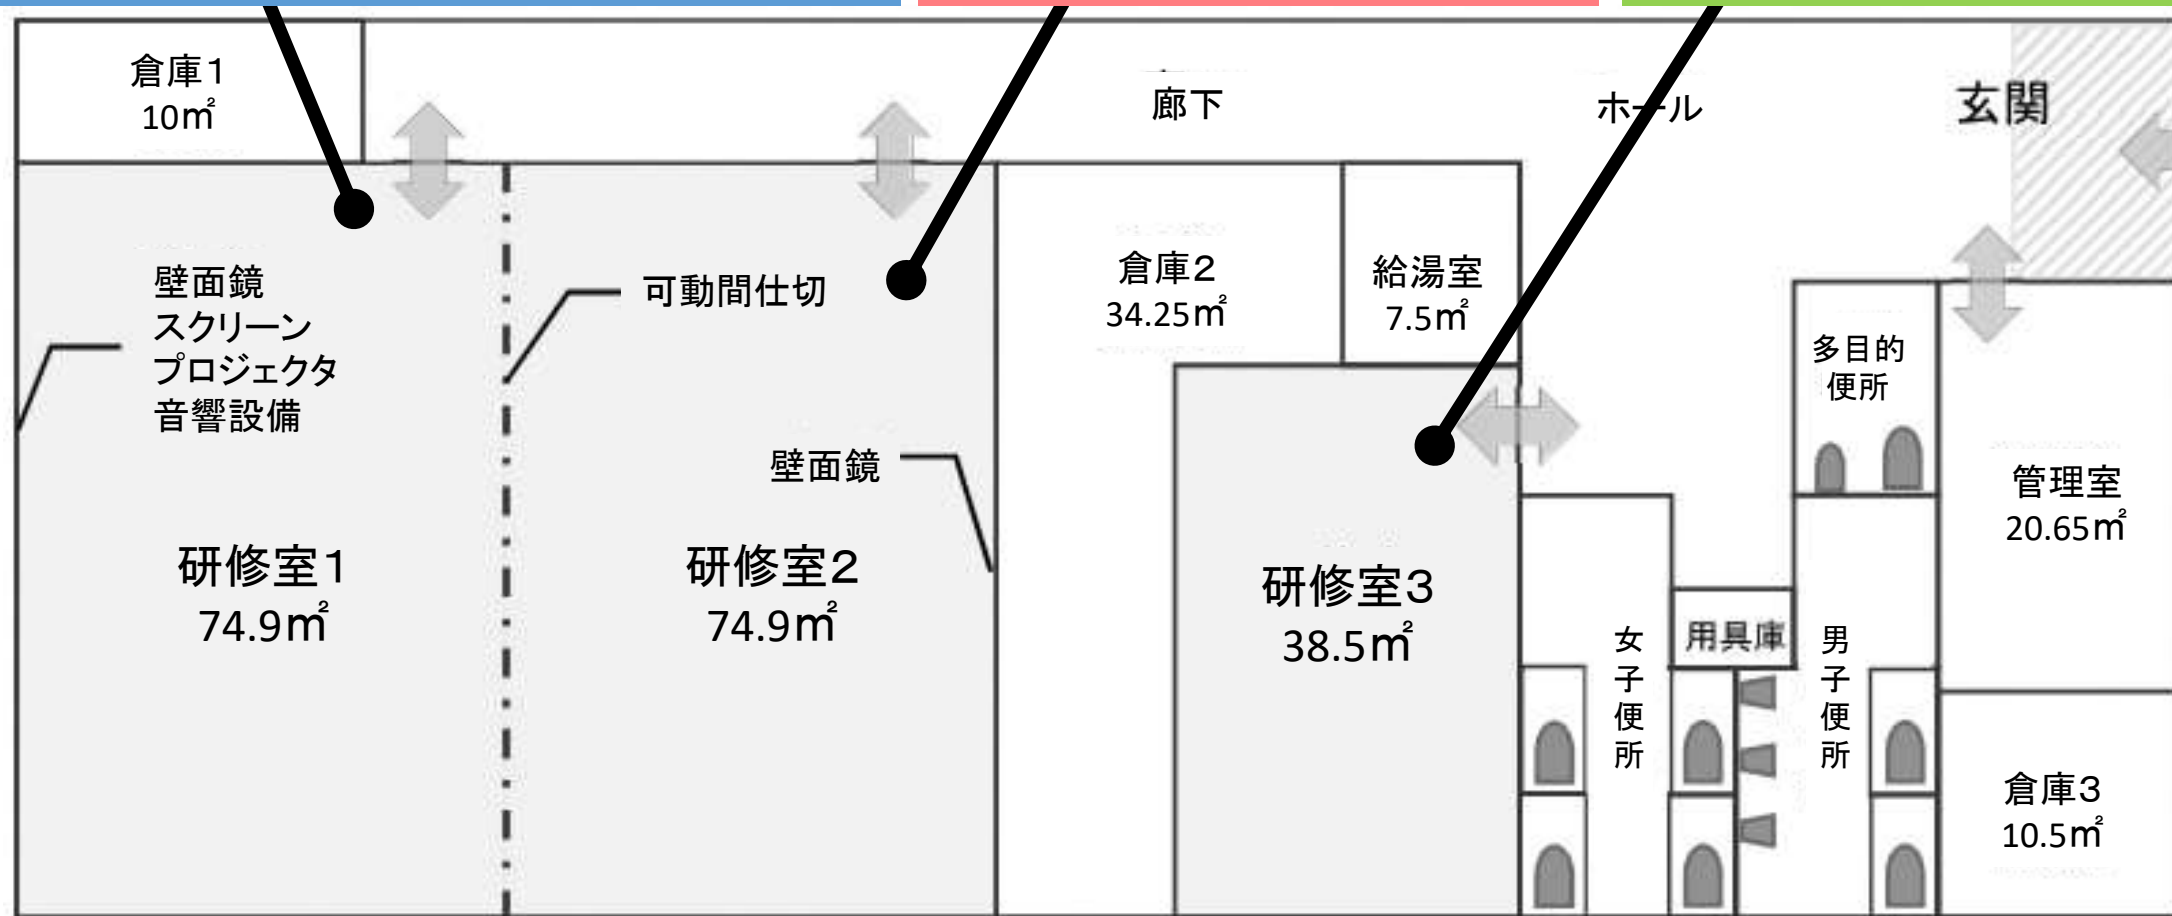 倉庫1
10㎡
廊下
ホール
玄関
壁面鏡
スクリーン
プロジェクタ
音響設備
可動間仕切
倉庫2
34.25㎡
給湯室
7.5㎡
多目的
便所
壁面鏡
管理室
20.65㎡
研修室1
74.9㎡
研修室2
74.9㎡
研修室3
38.5㎡
女子便所
用具庫
男子便所
倉庫3
10.5㎡